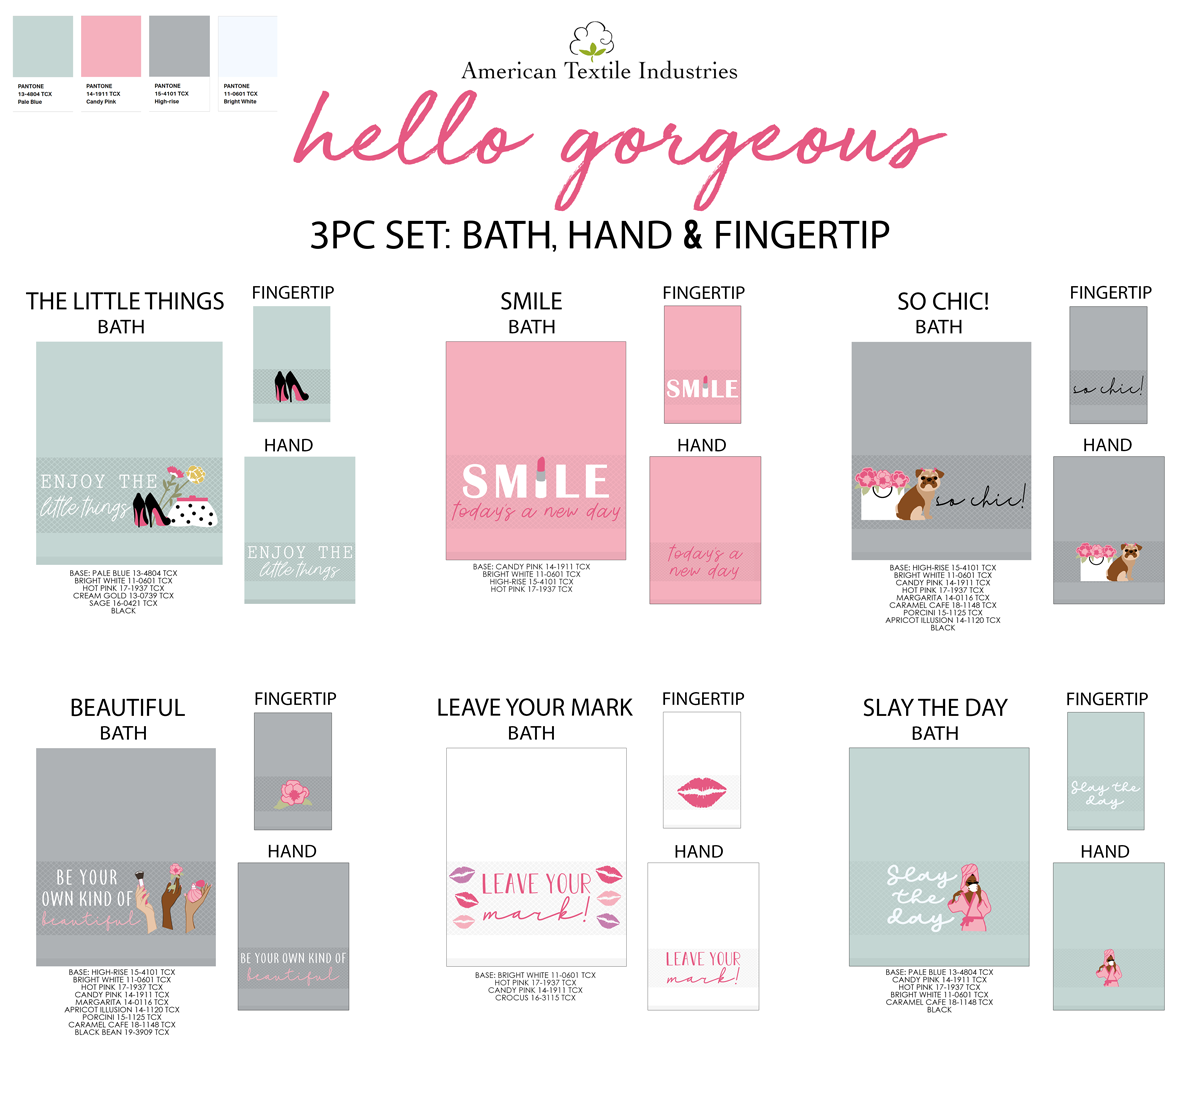 PANTONE
13-4804 TCX
Pale Blue
PANTONE
14-1911 TCX
Candy Pink
PANTONE
15-4101 TCX
High-rise
PANTONE
11-0601 TCX
Bright White
American Textile Industries
hello gorgeous
3PC SET: BATH, HAND & FINGERTIP
THE LITTLE THINGS
BATH
ENJOY THE
little things
BASE: PALE BLUE 13-4804 TCX
BRIGHT WHITE 11-0601 TCX
HOT PINK 17-1937 TCX
CREAM GOLD 13-0739 TCX
SAGE 16-0421 TCX
BLACK
FINGERTIP
HAND
ENJOY THE
little things
SMILE
BATH
SMILE
today's a new day
BASE: CANDY PINK 14-1911 TCX
BRIGHT WHITE 11-0601 TCX
HIGH-RISE 15-4101 TCX
HOT PINK 17-1937 TCX
FINGERTIP
SMILE
HAND
today's a
new day
SO CHIC!
BATH
so chic!
BASE: HIGH-RISE 15-4101 TCX
BRIGHT WHITE 11-0601 TCX
CANDY PINK 14-1911 TCX
HOT PINK 17-1937 TCX
MARGARITA 14-0116 TCX
CARAMEL CAFE 18-1148 TCX
PORCINI 15-1125 TCX
APRICOT ILLUSION 14-1120 TCX
BLACK
FINGERTIP
so chic!
HAND
BEAUTIFUL
BATH
BE YOUR
OWN KIND OF
beautiful
BASE: HIGH-RISE 15-4101 TCX
BRIGHT WHITE 11-0601 TCX
HOT PINK 17-1937 TCX
CANDY PINK 14-1911 TCX
MARGARITA 14-0116 TCX
APRICOT ILLUSION 14-1120 TCX
PORCINI 15-1125 TCX
CARAMEL CAFE 18-1148 TCX
BLACK BEAN 19-3909 TCX
FINGERTIP
HAND
BE YOUR OWN KIND OF
beautiful
LEAVE YOUR MARK
BATH
LEAVE YOUR
mark!
BASE: BRIGHT WHITE 11-0601 TCX
HOT PINK 17-1937 TCX
CANDY PINK 14-1911 TCX
CROCUS 16-3115 TCX
FINGERTIP
HAND
LEAVE YOUR
mark!
SLAY THE DAY
BATH
Slay
the
day
BASE: PALE BLUE 13-4804 TCX
CANDY PINK 14-1911 TCX
HOT PINK 17-1937 TCX
BRIGHT WHITE 11-0601 TCX
CARAMEL CAFE 18-1148 TCX
BLACK
FINGERTIP
Slay the
day
HAND